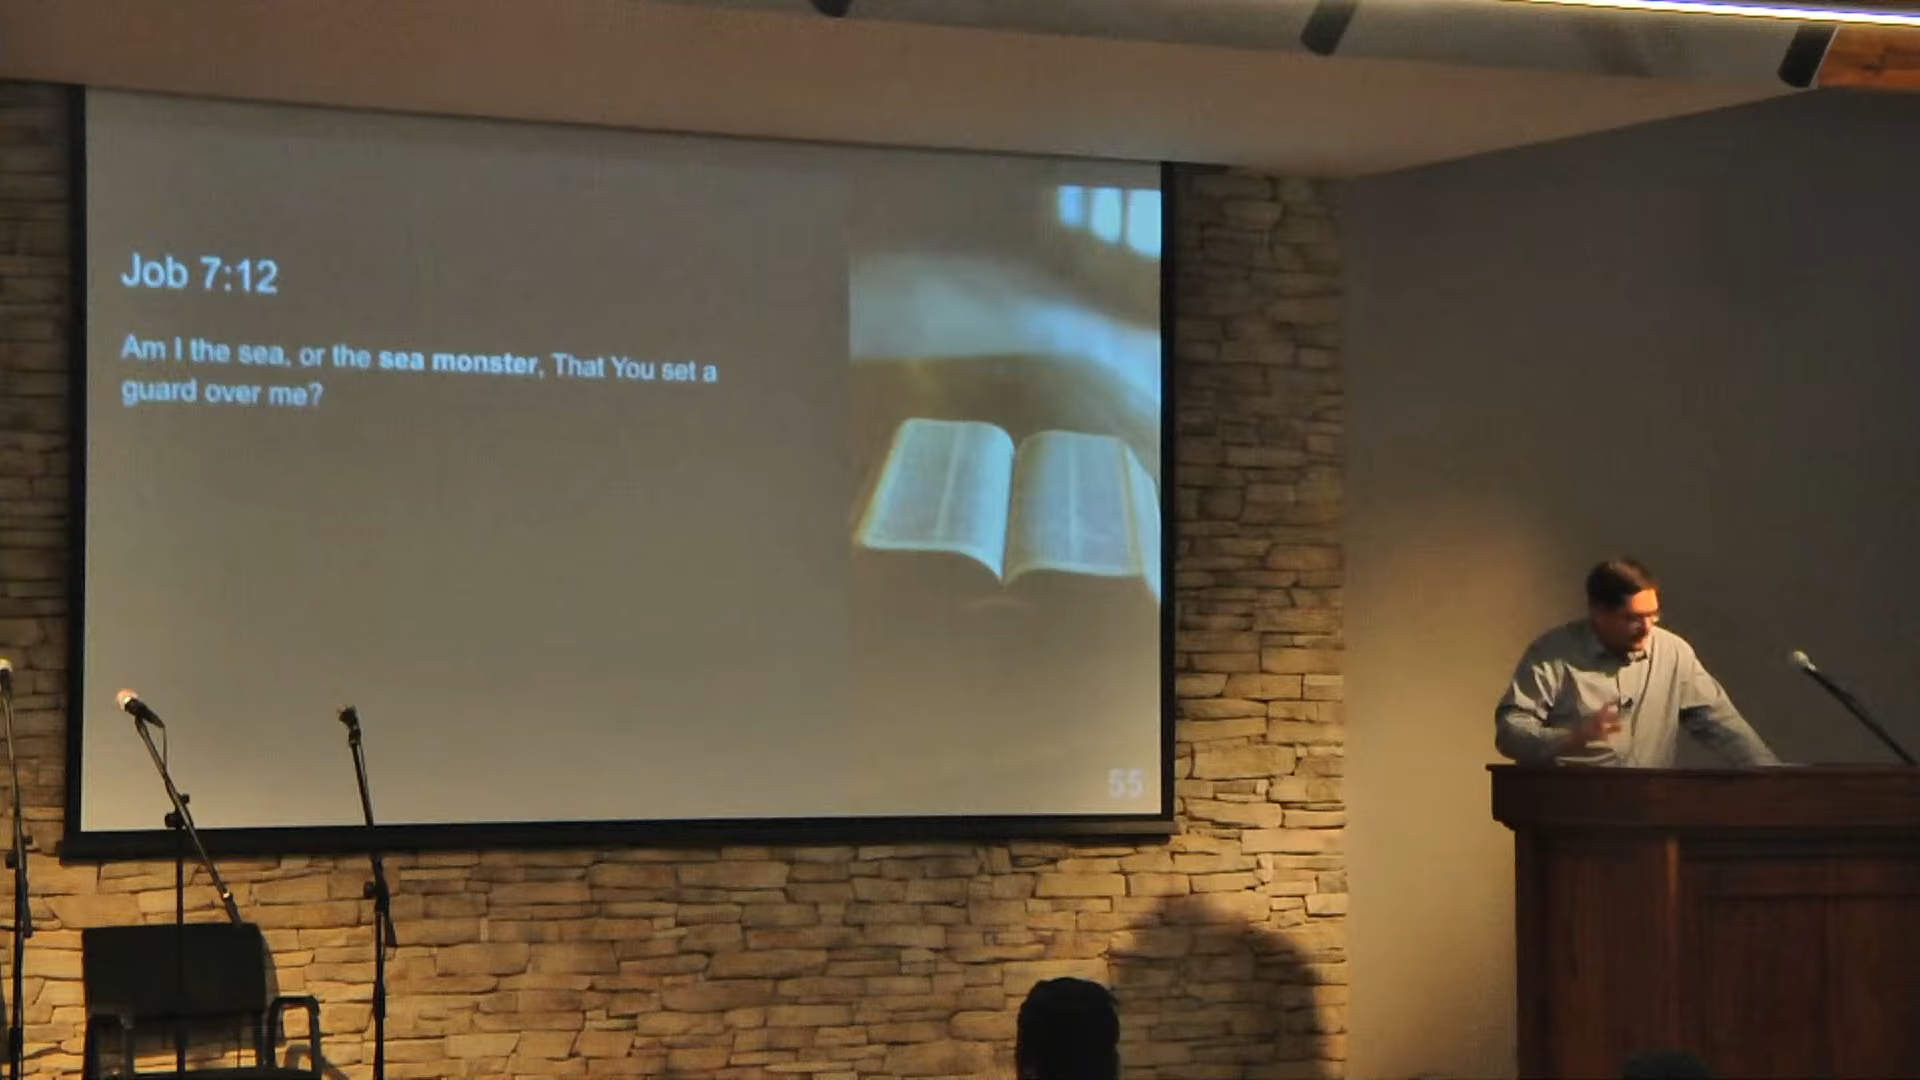 Job 7:12
Am I the sea, or the sea monster, That You set a
guard over me?
55